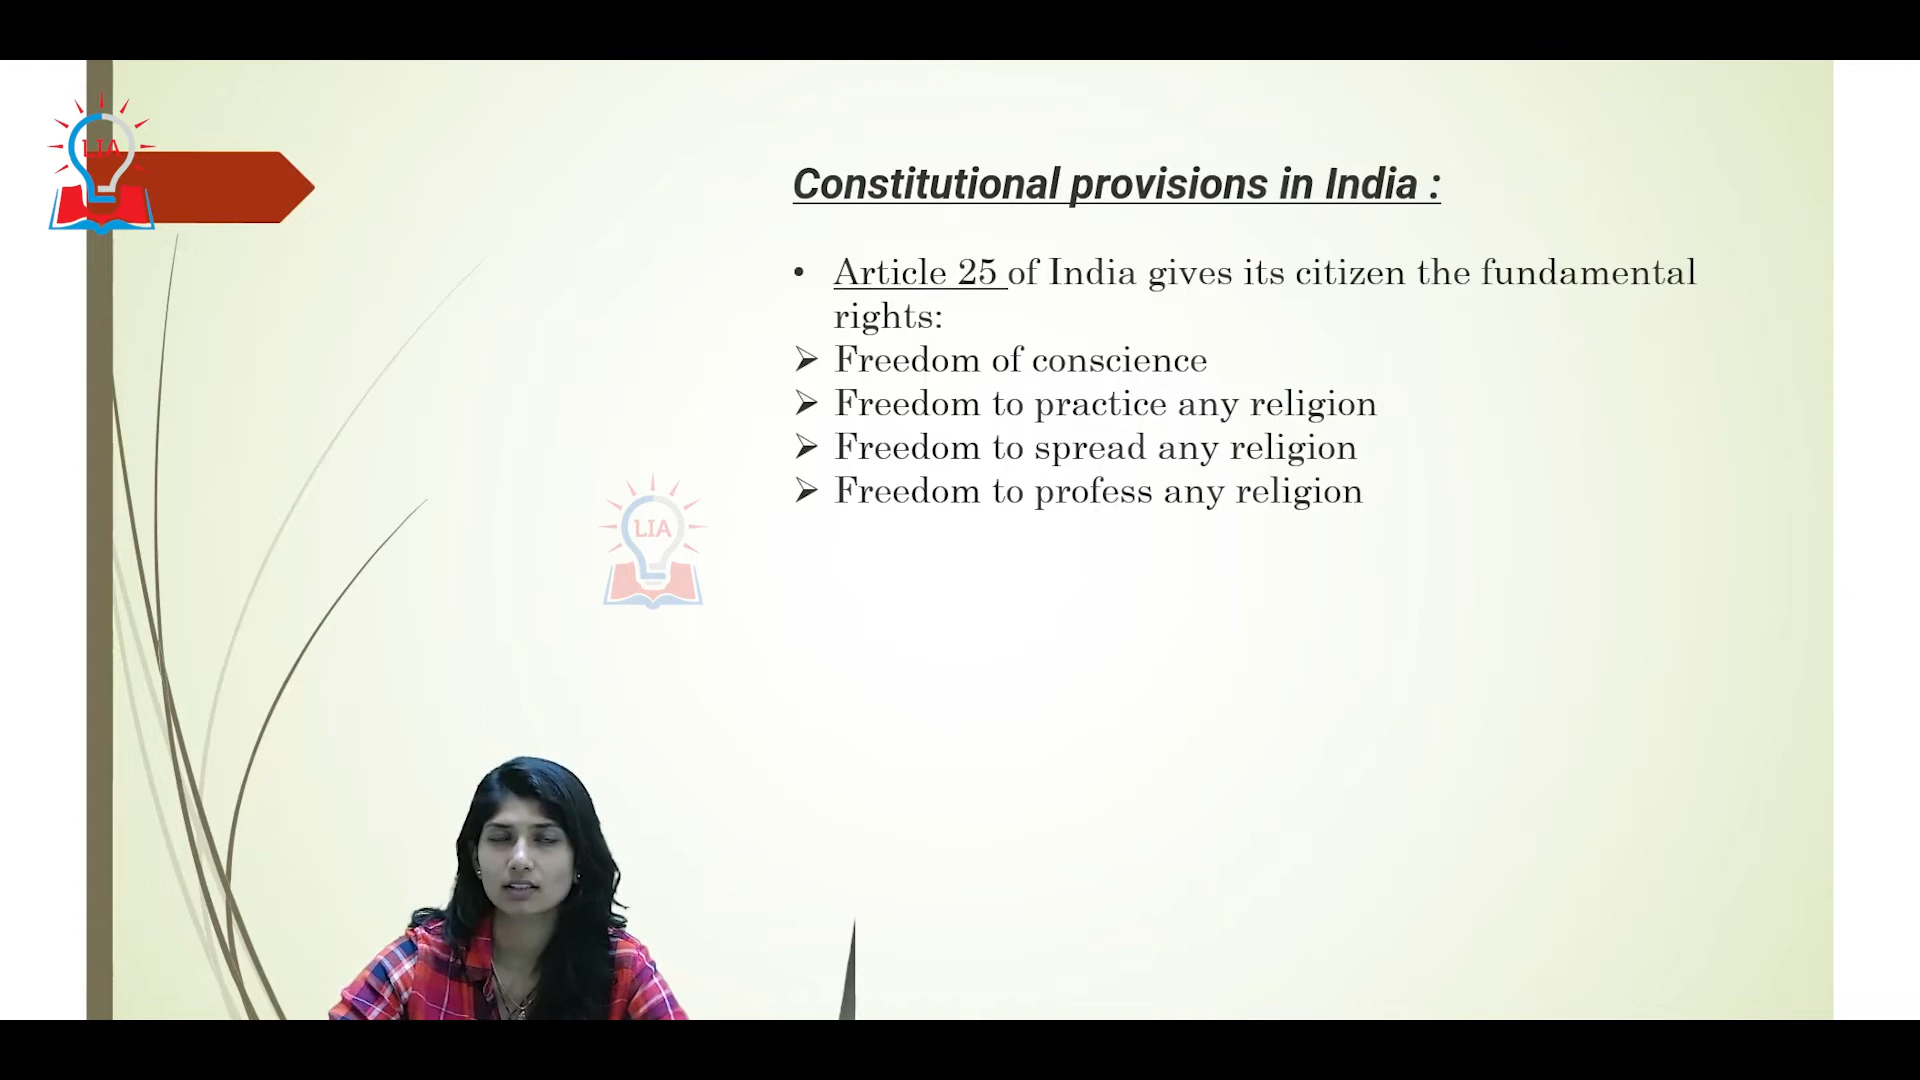 LIA
Constitutional provisions in India :
• Article 25 of India gives its citizen the fundamental
rights:
➢ Freedom of conscience
➢ Freedom to practice any religion
➢ Freedom to spread any religion
➢ Freedom to profess any religion
LIA